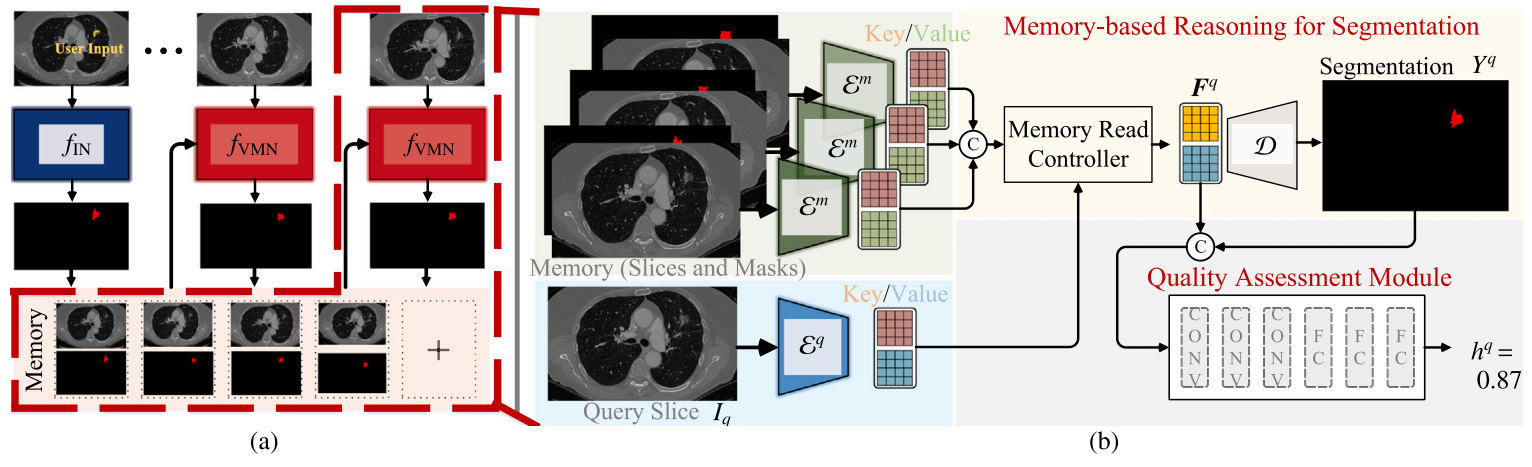 User Input
f_IN
f_VMN
f_VMN
Memory
+
(a)
Key/Value
ℰ^m
ℰ^m
ℰ^m
Memory (Slices and Masks)
Key/Value
ℰ^q
Query Slice I_q
Memory-based Reasoning for Segmentation
C
Memory Read
Controller
F^q
𝒟
Segmentation Y^q
C
Quality Assessment Module
CONV
CONV
CONV
FC
FC
FC
h^q =
0.87
(b)